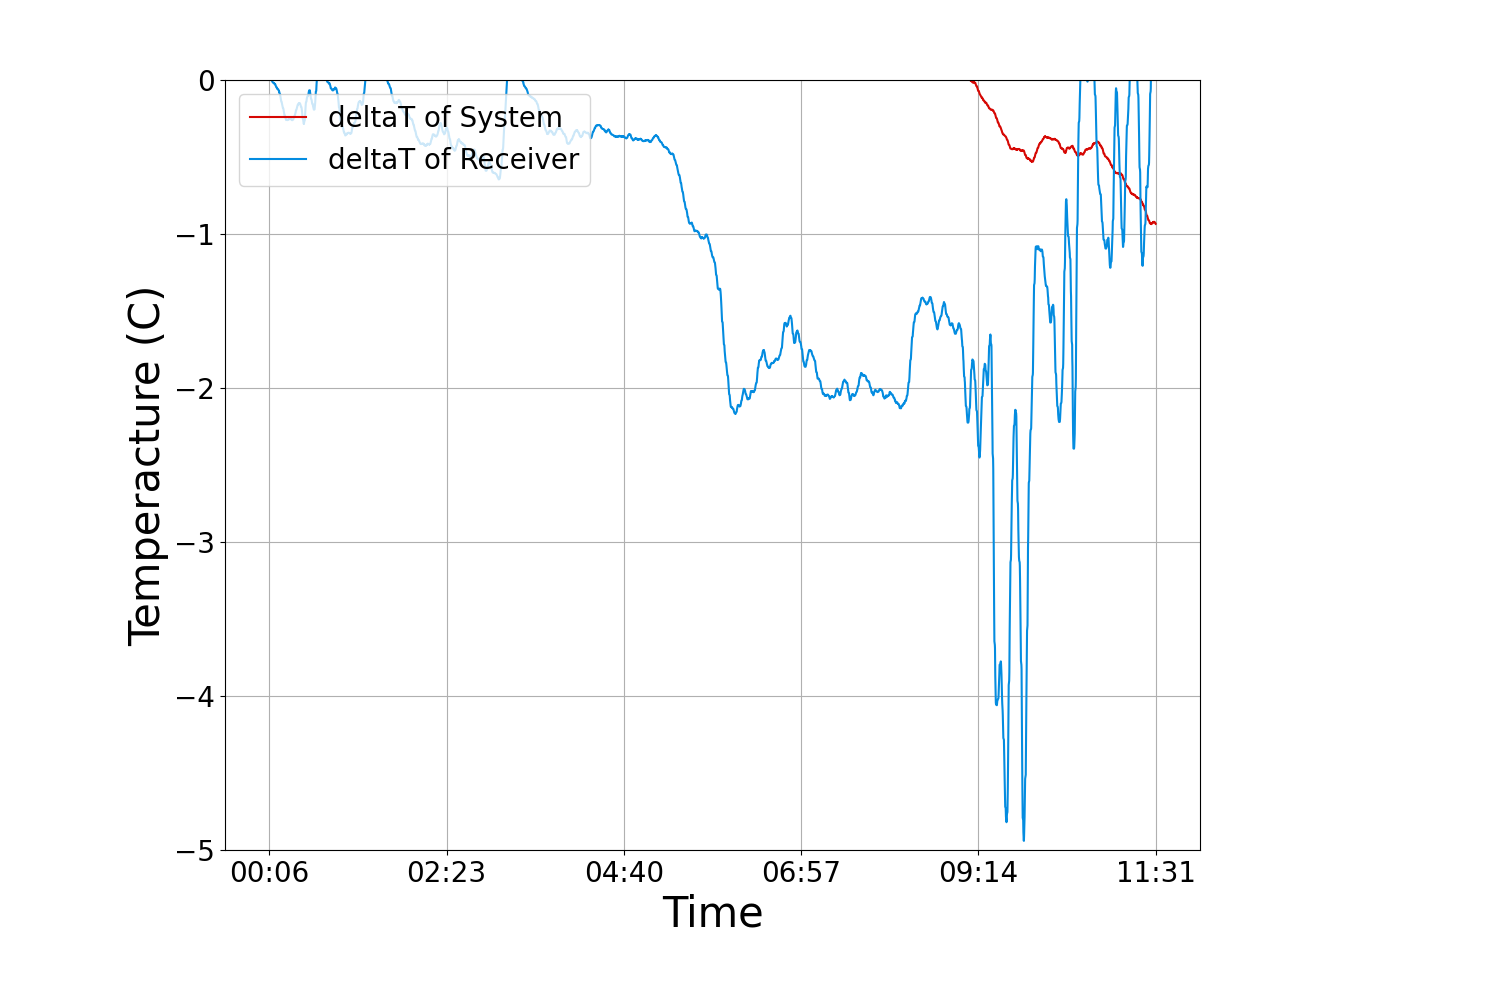 deltaT of System
deltaT of Receiver
0
−1
−2
−3
−4
−5
Temperacture (C)
00:06 02:23 04:40 06:57 09:14 11:31
Time